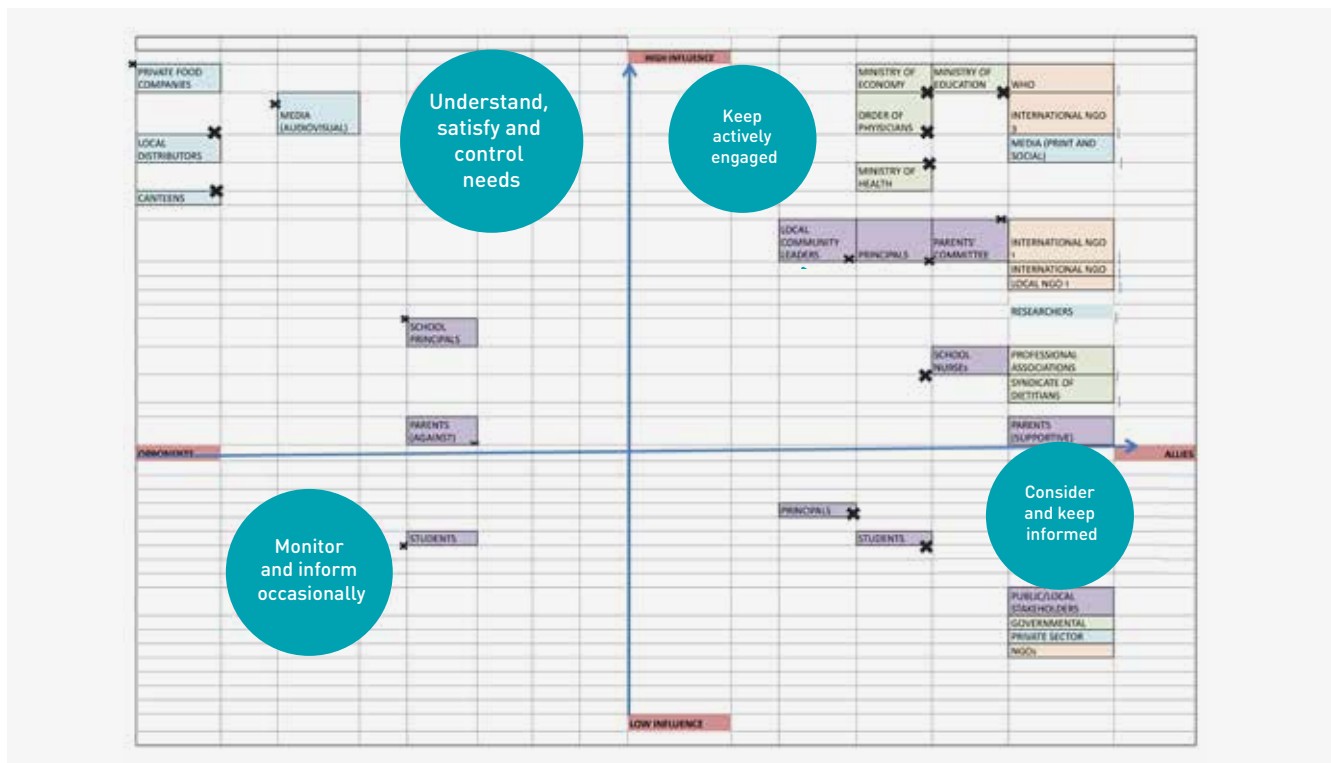 HIGH INFLUENCE
PRIVATE FOOD
COMPANIES
MEDIA
(AUDIOVISUAL)
LOCAL
DISTRIBUTORS
CANTEENS
Understand,
satisfy and
control
needs
Keep
actively
engaged
MINISTRY OF
ECONOMY
MINISTRY OF
EDUCATION
WHO
ORDER OF
PHYISICIANS
INTERNATIONAL NGO
3
MEDIA (PRINT AND
SOCIAL)
MINISTRY OF
HEALTH
LOCAL
COMMUNITY
LEADERS
PRINCIPALS
PARENTS'
COMMITTEE
INTERNATIONAL NGO
1
INTERNATIONAL NGO
LOCAL NGO 1
RESEARCHERS
SCHOOL
PRINCIPALS
SCHOOL
NURSEs
PROFESSIONAL
ASSOCIATIONS
SYNDICATE OF
DIETITIANS
PARENTS
(AGAINST)
PARENTS
(SUPPORTIVE)
OPPONENTS
ALLIES
Monitor
and inform
occasionally
STUDENTS
PRINCIPALS
STUDENTS
Consider
and keep
informed
PUBLIC/LOCAL
STAKEHOLDERS
GOVERNMENTAL
PRIVATE SECTOR
NGOs
LOW INFLUENCE